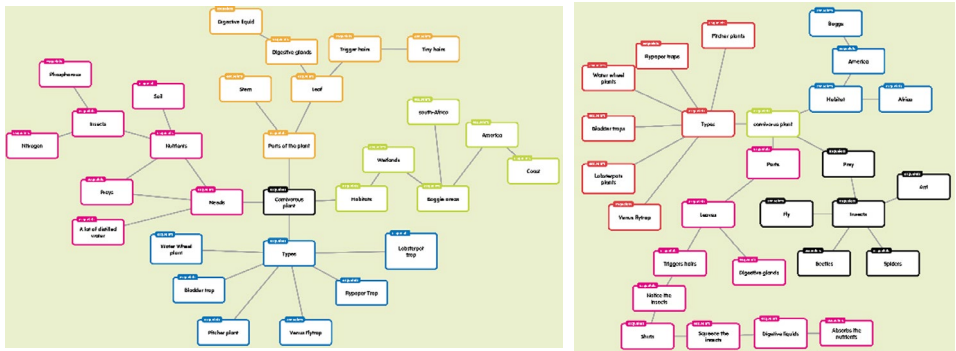 Digestive liquid
Digestive glands
Trigger hairs
Tiny hairs
Phosphorous
Soil
Stem
Leaf
Insects
Nitrogen
Nutrients
Parts of the plant
south-Africa
America
Wetlands
Coast
Preys
Needs
Carnivorous
plant
Habitats
Boggie areas
A lot of distilled
water
Water Wheel
plant
Types
Lobsterpot
trap
Bladder trap
Flypaper Trap
Pitcher plant
Venus flytrap
Pitcher plants
Boggs
Flypaper traps
America
Water wheel
plants
Habitat
Africa
Bladder traps
Types
carnivorus plant
Parts
Prey
Lobsterpots
plants
Ant
Venus flytrap
Leaves
Fly
Insects
Triggers hairs
Digestive glands
Beetles
Spiders
Notice the
insects
Shuts
Squeeze the
insects
Digestive liquids
Absorbs the
nutrients